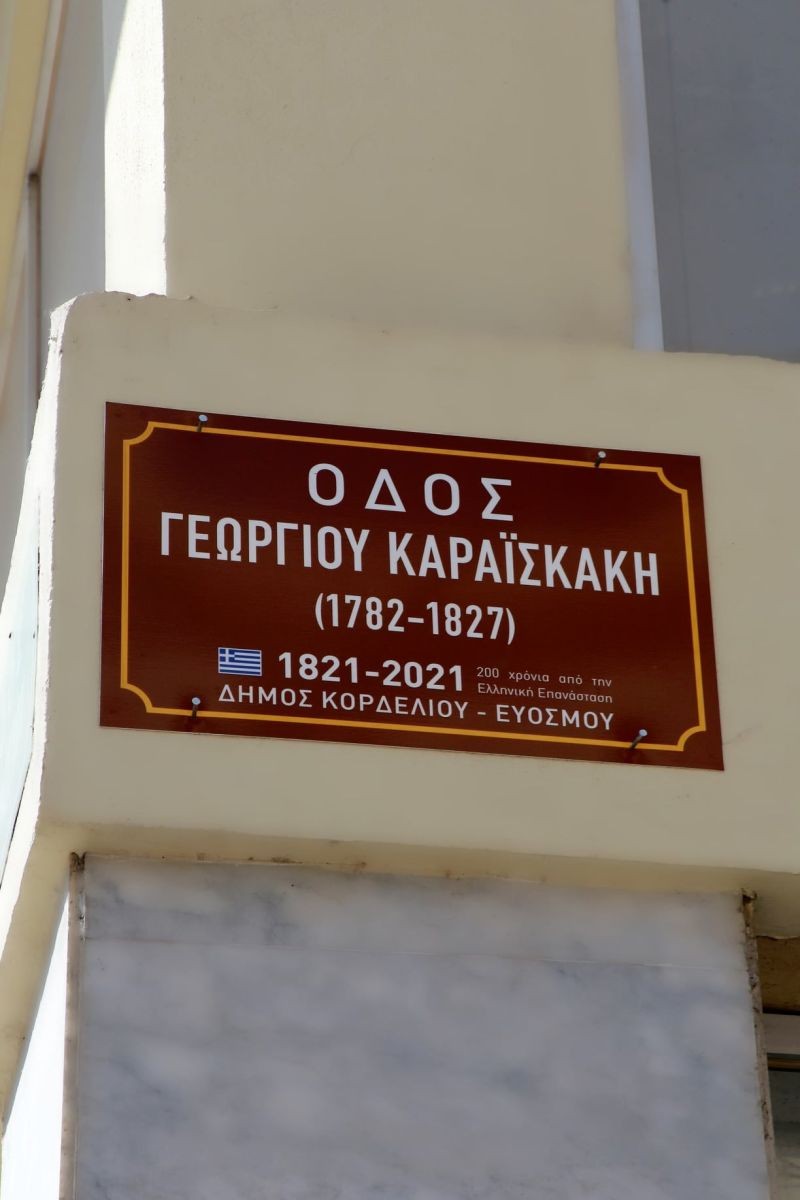 ΟΔΟΣ
ΓΕΩΡΓΙΟΥ ΚΑΡΑΪΣΚΑΚΗ
(1782-1827)
1821-2021 200 χρόνια από την
Ελληνική Επανάσταση
ΔΗΜΟΣ ΚΟΡΔΕΛΙΟΥ - ΕΥΟΣΜΟΥ